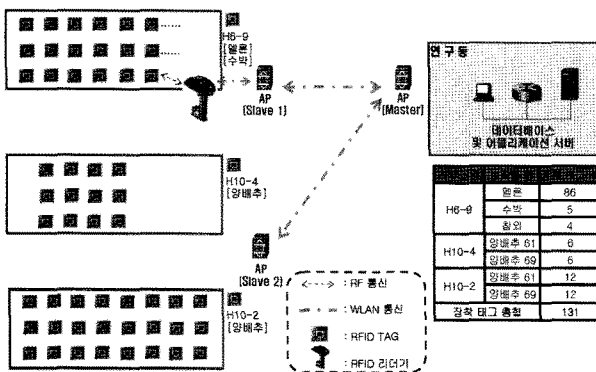 H6-9
[멜론]
[수박]
AP
[Slave 1]
AP
[Master]
연구동
데이터베이스
및 어플리케이션 서버
H10-4
[양배추]
AP
[Slave 2]
H10-2
[양배추]
: RF 통신
: WLAN 통신
: RFID TAG
: RFID 리더기
H6-9
멜론 86
수박 5
참외 4
H10-4
양배추 61 6
양배추 69 6
H10-2
양배추 61 12
양배추 69 12
장착 태그 총합 131